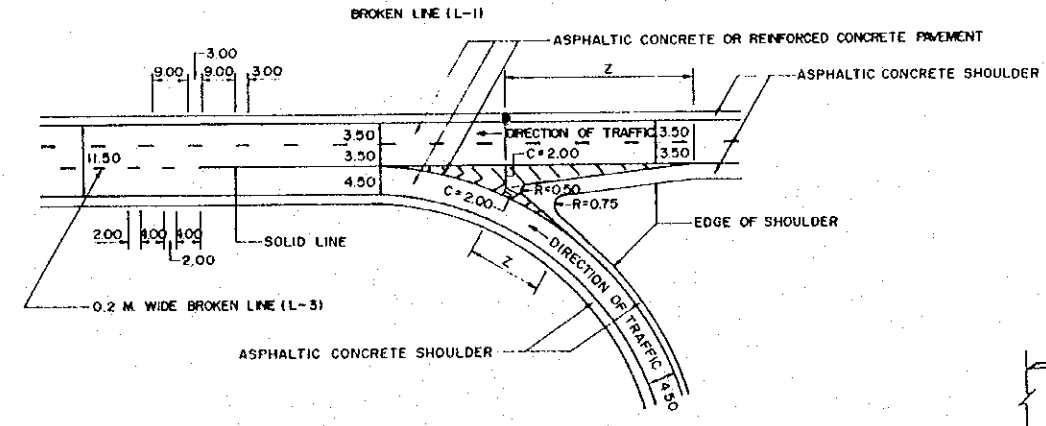 BROKEN LINE (L-1)
ASPHALTIC CONCRETE OR REINFORCED CONCRETE PAVEMENT
3.00
9.00 9.00 3.00
Z
ASPHALTIC CONCRETE SHOULDER
3.50 DIRECTION OF TRAFFIC 3.50
11.50 3.50 C=2.00 3.50
4.50 C=2.00 R=0.50
R=0.75
EDGE OF SHOULDER
2.00 4.00 4.00
2.00
SOLID LINE
Z
DIRECTION OF TRAFFIC
0.2 M. WIDE BROKEN LINE (L-3)
ASPHALTIC CONCRETE SHOULDER
4.50